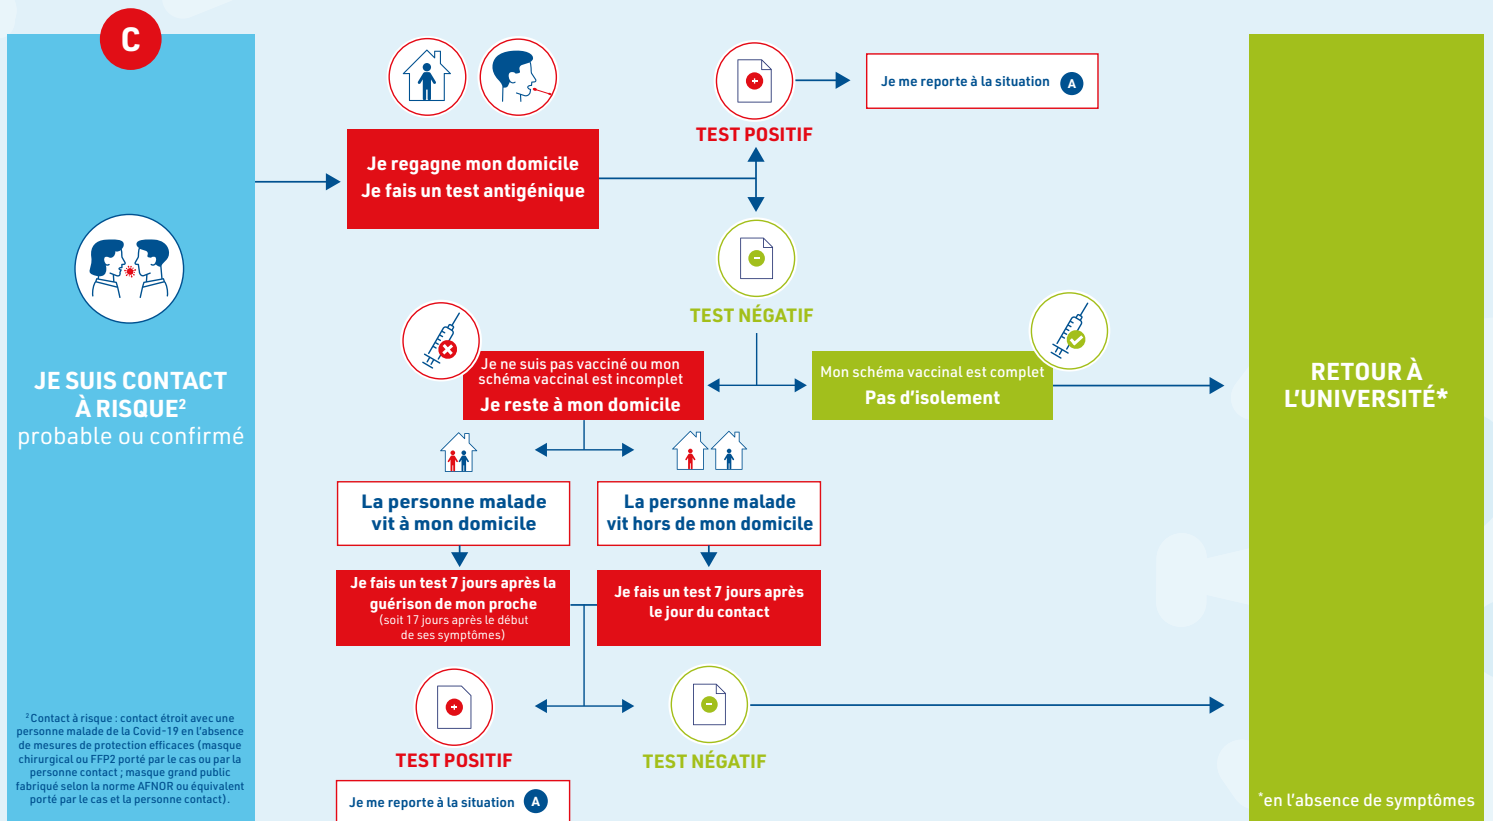 C
JE SUIS CONTACT
À RISQUE²
probable ou confirmé
² Contact à risque : contact étroit avec une
personne malade de la Covid-19 en l'absence
de mesures de protection efficaces (masque
chirurgical ou FFP2 porté par le cas ou par la
personne contact ; masque grand public
fabriqué selon la norme AFNOR ou équivalent
porté par le cas et la personne contact).
Je regagne mon domicile
Je fais un test antigénique
TEST POSITIF
Je me reporte à la situation A
TEST NÉGATIF
Je ne suis pas vacciné ou mon
schéma vaccinal est incomplet
Je reste à mon domicile
Mon schéma vaccinal est complet
Pas d'isolement
La personne malade
vit à mon domicile
La personne malade
vit hors de mon domicile
Je fais un test 7 jours après la
guérison de mon proche
(soit 17 jours après le début
de ses symptômes)
Je fais un test 7 jours après
le jour du contact
TEST POSITIF
Je me reporte à la situation A
TEST NÉGATIF
RETOUR À
L'UNIVERSITÉ*
*en l'absence de symptômes